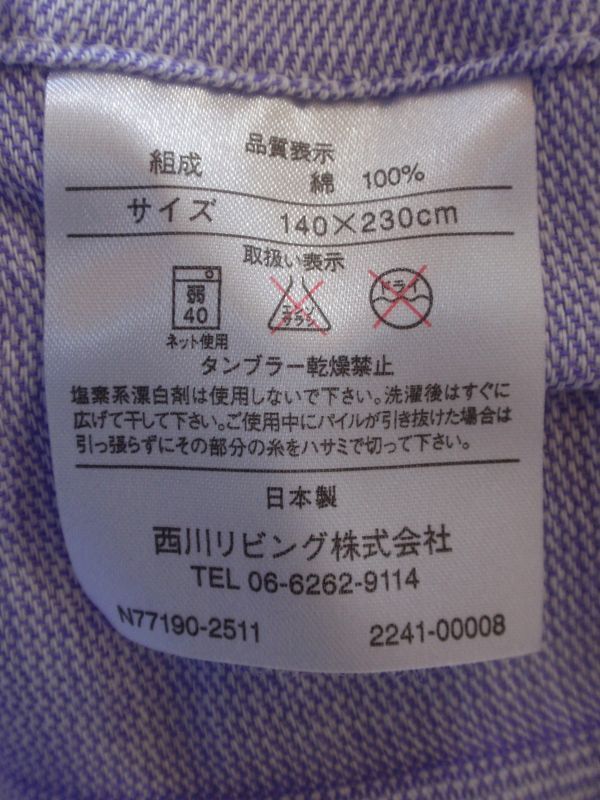 品質表示
組成 綿 100%
サイズ 140×230cm
取扱い表示
弱 エンソ ドライ
40 サラシ
ネット使用
タンブラー乾燥禁止
塩素系漂白剤は使用しないで下さい。洗濯後はすぐに
広げて干して下さい。ご使用中にパイルが引き抜けた場合は
引っ張らずにその部分の糸をハサミで切って下さい。
日本製
西川リビング株式会社
TEL 06-6262-9114
N77190-2511 2241-00008